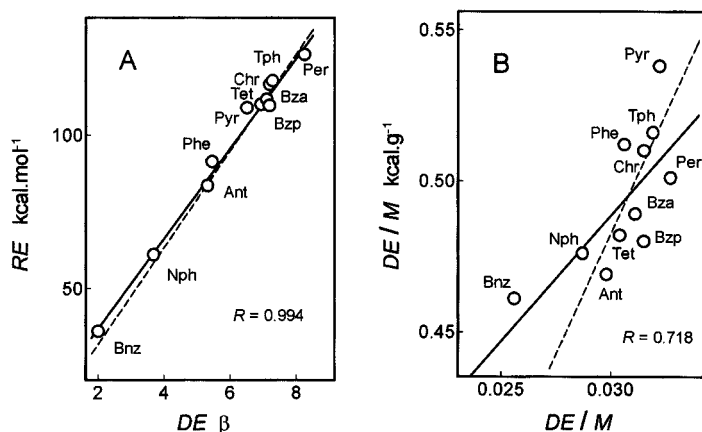 A
Tph
Chr
Per
Tet
Pyr
Bza
Bzp
Phe
Ant
Nph
Bnz
R = 0.994
100
50
2 4 6 8
DE β
RE kcal.mol⁻¹
B
0.55
Pyr
Tph
Phe
Chr
Per
0.50
Bza
Nph
Bzp
Tet
Bnz
Ant
0.45
R = 0.718
0.025 0.030
DE / M
DE / M kcal.g⁻¹